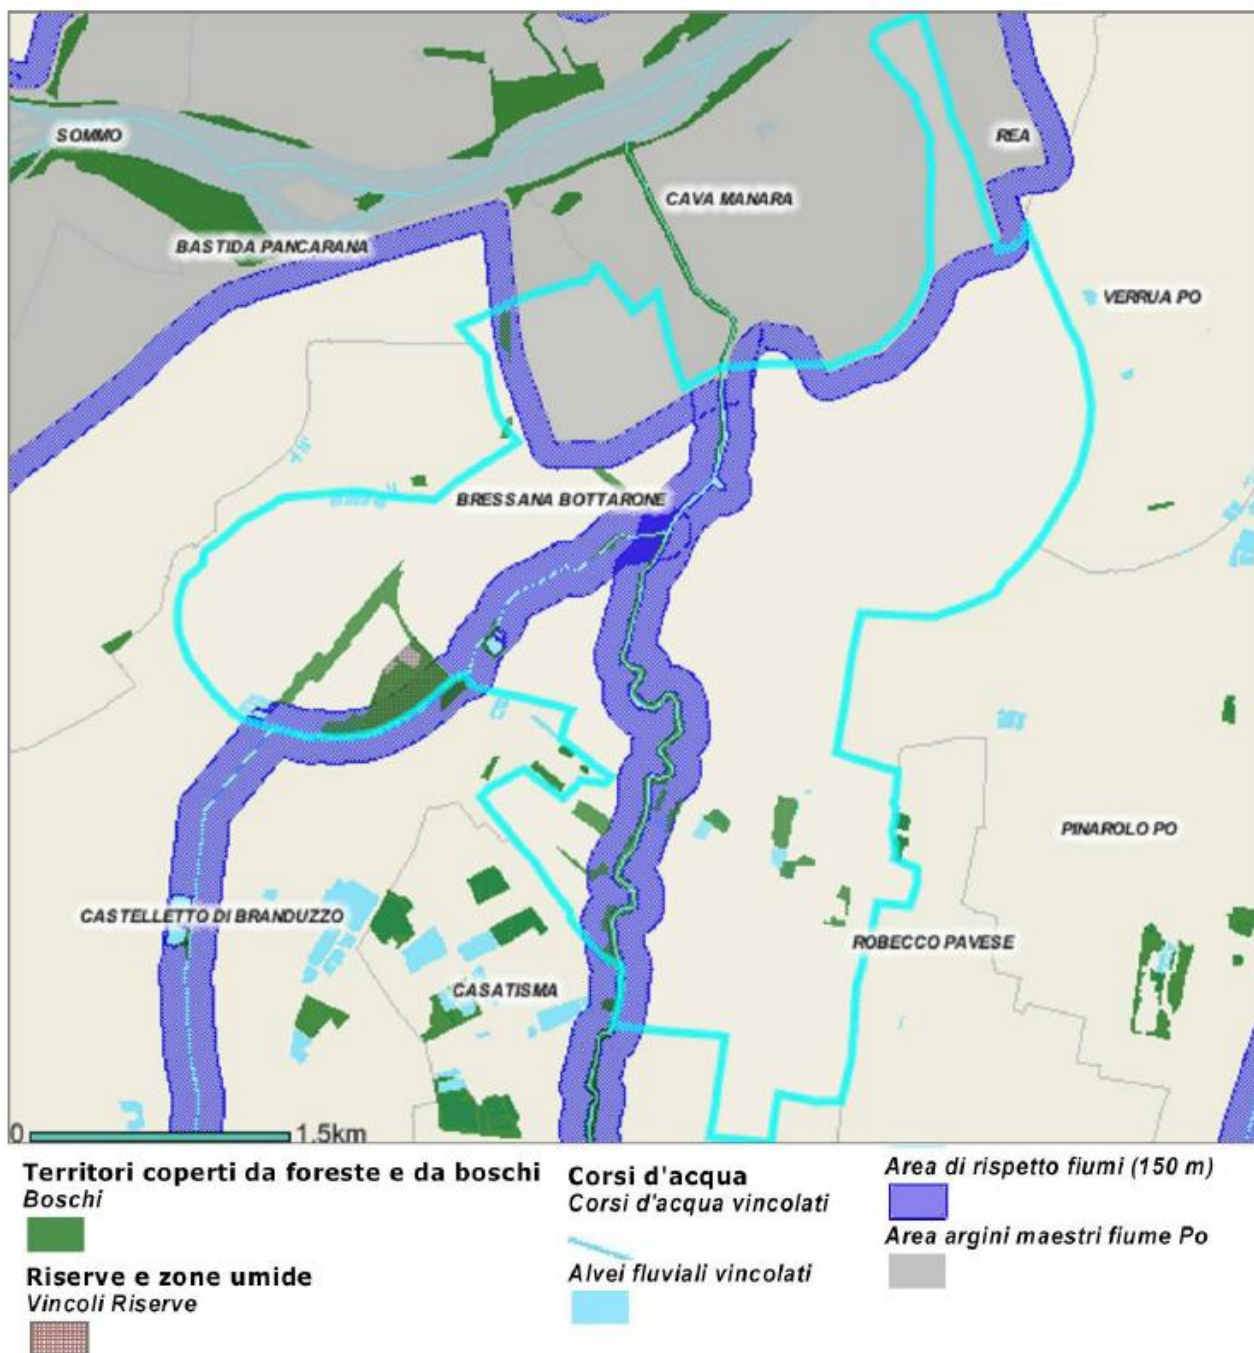 SOMMO
REA
CAVA MANARA
BASTIDA PANCARANA
VERRUA PO
BRESSANA BOTTARONE
PINAROLO PO
CASTELLETTO DI BRANDUZZO
ROBECCO PAVESE
CASATISMA
0 1.5km
Territori coperti da foreste e da boschi
Boschi
Riserve e zone umide
Vincoli Riserve
Corsi d'acqua
Corsi d'acqua vincolati
Alvei fluviali vincolati
Area di rispetto fiumi (150 m)
Area argini maestri fiume Po